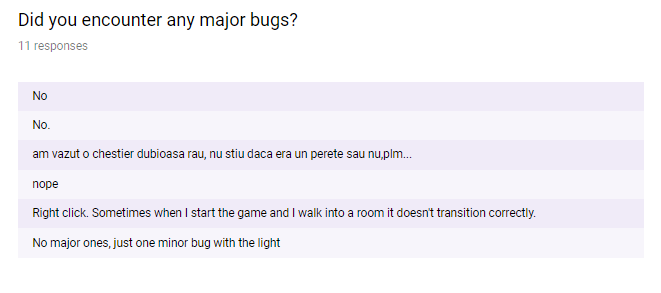 Did you encounter any major bugs?
11 responses
No
No.
am vazut o chestier dubioasa rau, nu stiu daca era un perete sau nu,plm...
nope
Right click. Sometimes when I start the game and I walk into a room it doesn't transition correctly.
No major ones, just one minor bug with the light